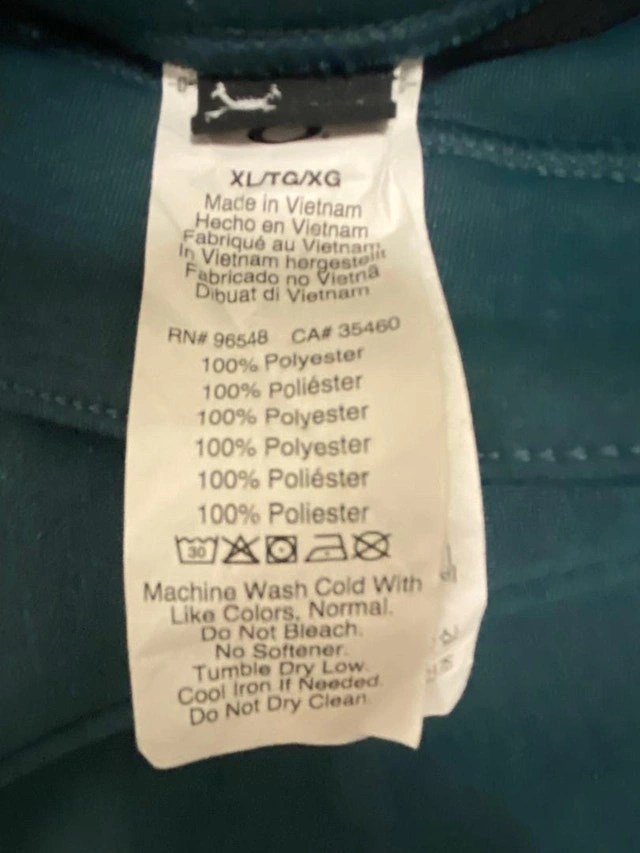 XL/TG/XG
Made in Vietnam
Hecho en Vietnam
Fabriqué au Vietnam
In Vietnam hergestellt
Fabricado no Vietnã
Dibuat di Vietnam
RN# 96548 CA# 35460
100% Polyester
100% Poliéster
100% Polyester
100% Polyester
100% Poliéster
100% Poliester
30
Machine Wash Cold With
Like Colors, Normal.
Do Not Bleach.
No Softener.
Tumble Dry Low.
Cool Iron If Needed.
Do Not Dry Clean.